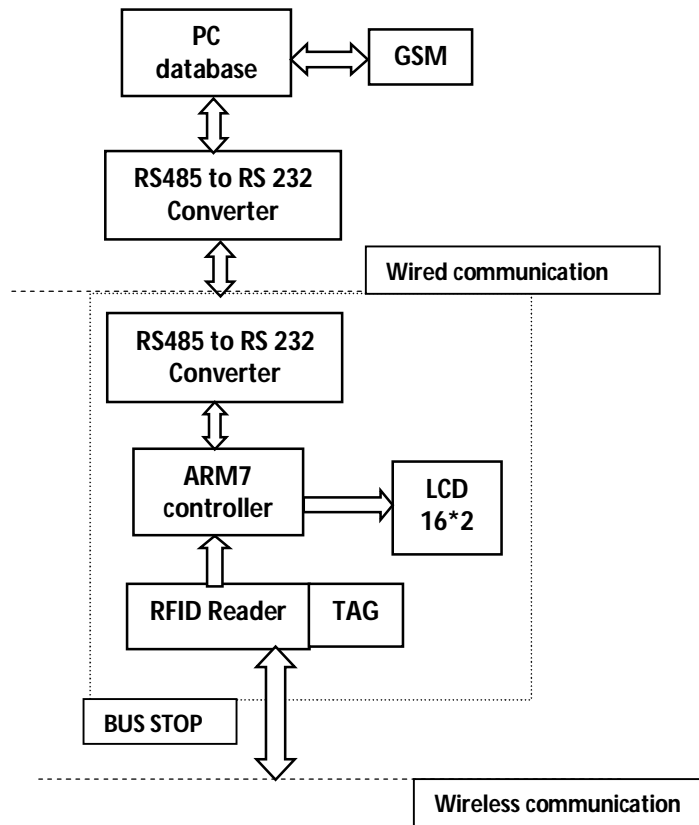 PC
database
GSM
RS485 to RS 232
Converter
Wired communication
RS485 to RS 232
Converter
ARM7
controller
LCD
16*2
RFID Reader
TAG
BUS STOP
Wireless communication